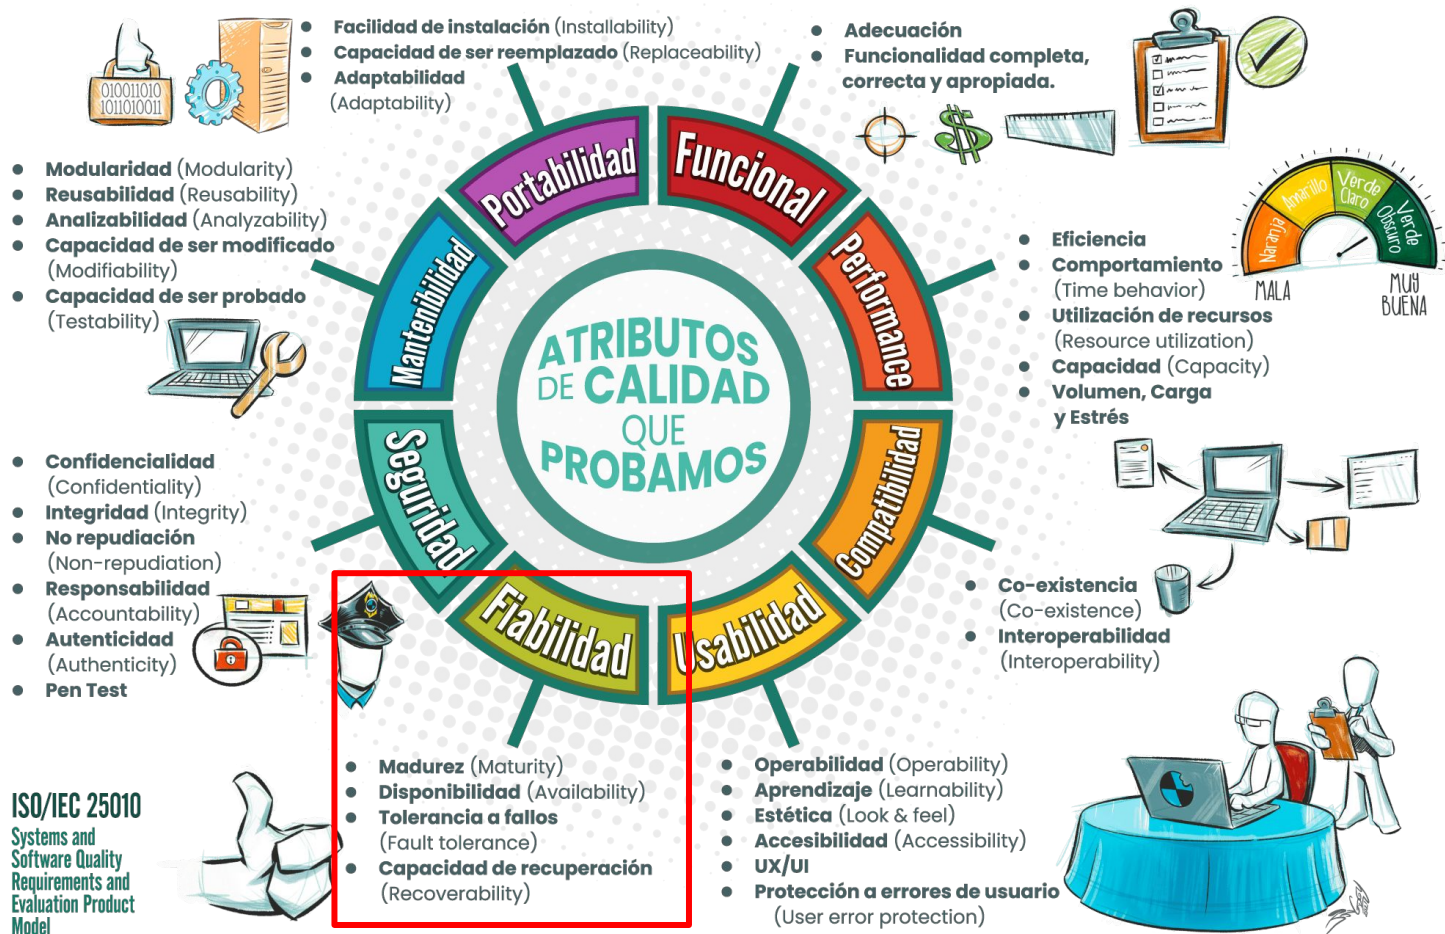 Facilidad de instalación (Installability)
Capacidad de ser reemplazado (Replaceability)
Adaptabilidad
(Adaptability)
Adecuación
Funcionalidad completa,
correcta y apropiada.
010011010
1011010011
Modularidad (Modularity)
Reusabilidad (Reusability)
Analizabilidad (Analyzability)
Capacidad de ser modificado
(Modifiability)
Capacidad de ser probado
(Testability)
Portabilidad
Funcional
Mantenibilidad
Performance
Seguridad
Compatibilidad
Fiabilidad
Usabilidad
ATRIBUTOS
DE CALIDAD
QUE
PROBAMOS
Naranja
Amarillo
Verde
Claro
Verde
Obscuro
MALA
MUY
BUENA
Eficiencia
Comportamiento
(Time behavior)
Utilización de recursos
(Resource utilization)
Capacidad (Capacity)
Volumen, Carga
y Estrés
Confidencialidad
(Confidentiality)
Integridad (Integrity)
No repudiación
(Non-repudiation)
Responsabilidad
(Accountability)
Autenticidad
(Authenticity)
Pen Test
Co-existencia
(Co-existence)
Interoperabilidad
(Interoperability)
Madurez (Maturity)
Disponibilidad (Availability)
Tolerancia a fallos
(Fault tolerance)
Capacidad de recuperación
(Recoverability)
Operabilidad (Operability)
Aprendizaje (Learnability)
Estética (Look & feel)
Accesibilidad (Accessibility)
UX/UI
Protección a errores de usuario
(User error protection)
ISO/IEC 25010
Systems and
Software Quality
Requirements and
Evaluation Product
Model